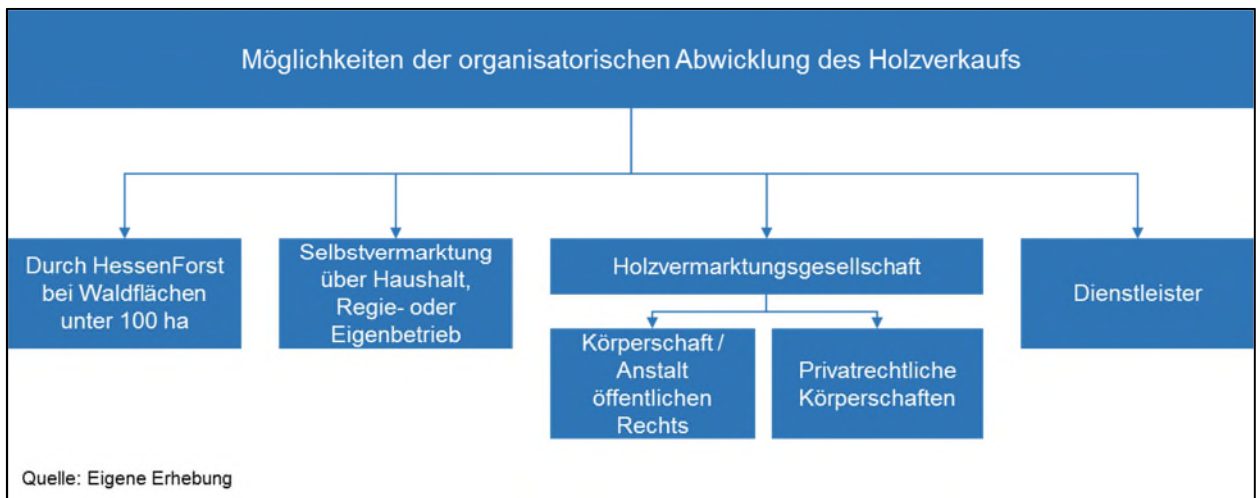 Möglichkeiten der organisatorischen Abwicklung des Holzverkaufs
Durch HessenForst
bei Waldflächen
unter 100 ha
Selbstvermarktung
über Haushalt,
Regie- oder
Eigenbetrieb
Holzvermarktungsgesellschaft
Körperschaft /
Anstalt
öffentlichen
Rechts
Privatrechtliche
Körperschaften
Dienstleister
Quelle: Eigene Erhebung